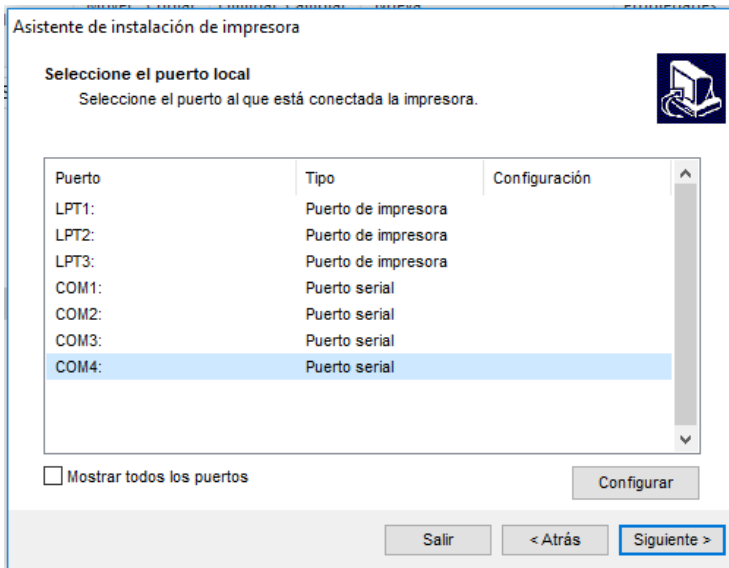 Asistente de instalación de impresora
Seleccione el puerto local
Seleccione el puerto al que está conectada la impresora.
Puerto Tipo Configuración
LPT1: Puerto de impresora
LPT2: Puerto de impresora
LPT3: Puerto de impresora
COM1: Puerto serial
COM2: Puerto serial
COM3: Puerto serial
COM4: Puerto serial
Mostrar todos los puertos
Configurar
Salir < Atrás Siguiente >